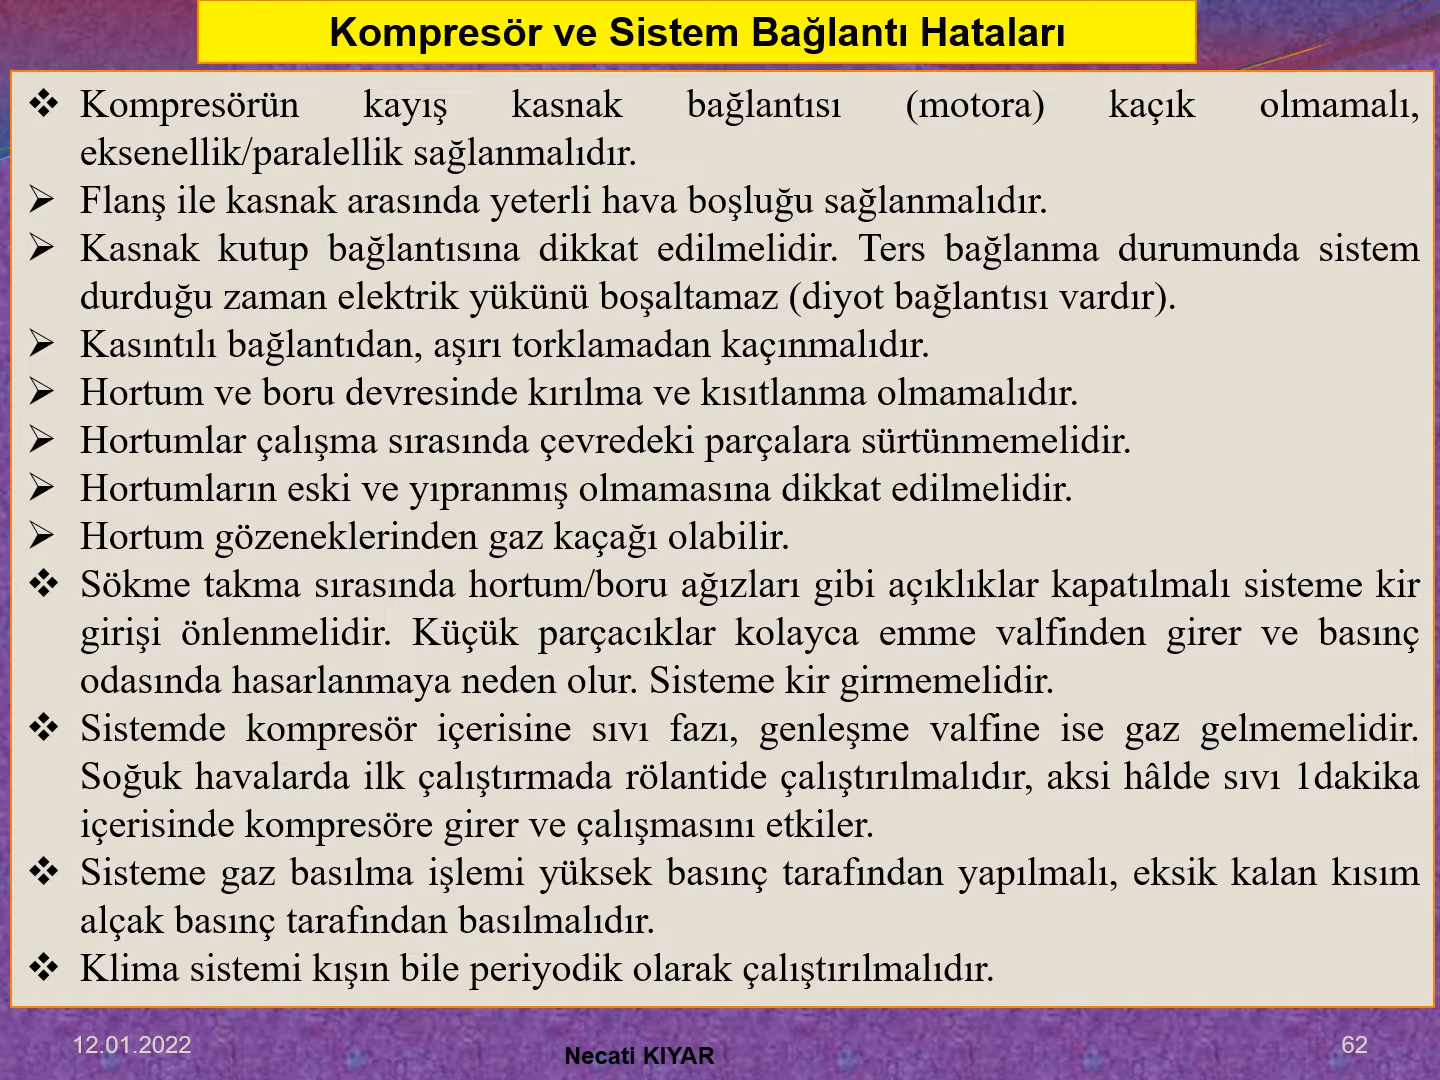 Kompresör ve Sistem Bağlantı Hataları
❖ Kompresörün kayış kasnak bağlantısı (motora) kaçık olmamalı,
eksenellik/paralellik sağlanmalıdır.
➢ Flanş ile kasnak arasında yeterli hava boşluğu sağlanmalıdır.
➢ Kasnak kutup bağlantısına dikkat edilmelidir. Ters bağlanma durumunda sistem
durduğu zaman elektrik yükünü boşaltamaz (diyot bağlantısı vardır).
➢ Kasıntılı bağlantıdan, aşırı torklamadan kaçınmalıdır.
➢ Hortum ve boru devresinde kırılma ve kısıtlanma olmamalıdır.
➢ Hortumlar çalışma sırasında çevredeki parçalara sürtünmemelidir.
➢ Hortumların eski ve yıpranmış olmamasına dikkat edilmelidir.
➢ Hortum gözeneklerinden gaz kaçağı olabilir.
❖ Sökme takma sırasında hortum/boru ağızları gibi açıklıklar kapatılmalı sisteme kir
girişi önlenmelidir. Küçük parçacıklar kolayca emme valfinden girer ve basınç
odasında hasarlanmaya neden olur. Sisteme kir girmemelidir.
❖ Sistemde kompresör içerisine sıvı fazı, genleşme valfine ise gaz gelmemelidir.
Soğuk havalarda ilk çalıştırmada rölantide çalıştırılmalıdır, aksi hâlde sıvı 1dakika
içerisinde kompresöre girer ve çalışmasını etkiler.
❖ Sisteme gaz basılma işlemi yüksek basınç tarafından yapılmalı, eksik kalan kısım
alçak basınç tarafından basılmalıdır.
❖ Klima sistemi kışın bile periyodik olarak çalıştırılmalıdır.
12.01.2022
Necati KIYAR
62